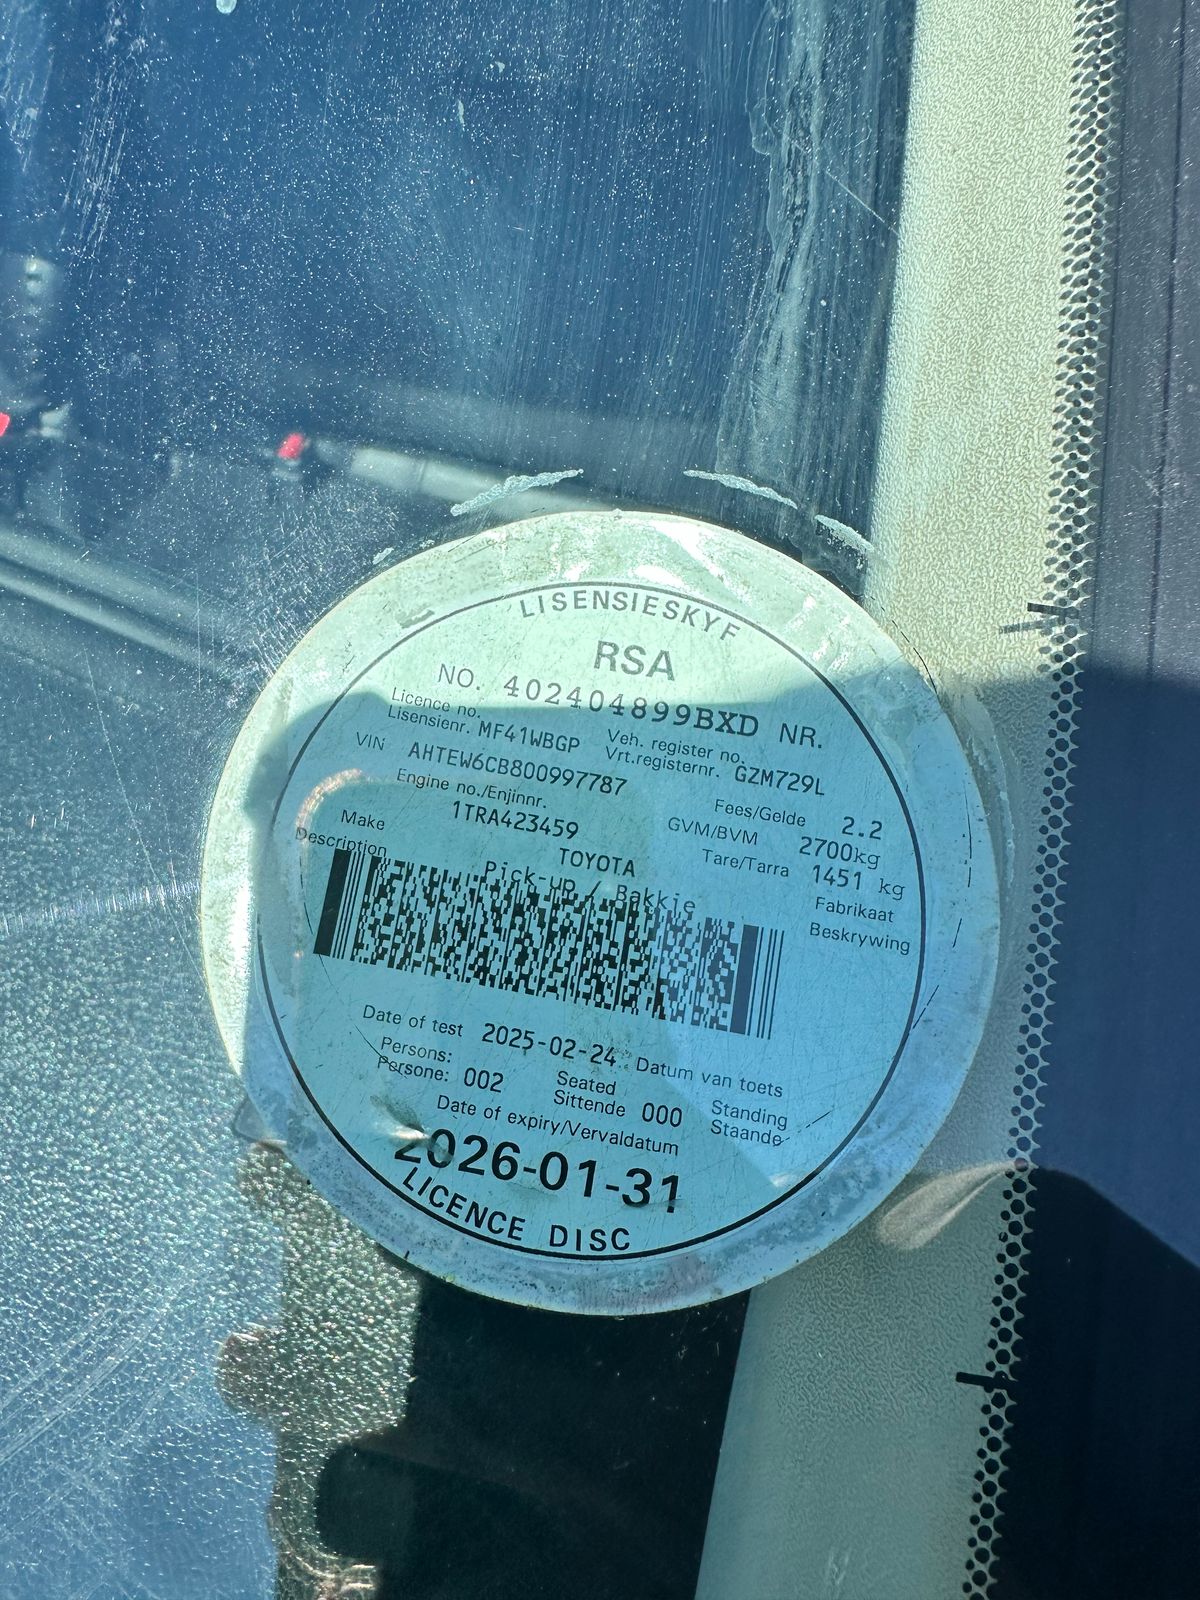 LISENSIESKYF
RSA
NO. 402404899BXD NR.
Licence no. Veh. register no.
Lisensienr. MF41WBGP Vrt.registernr. GZM729L
VIN AHTEW6CB800997787 Fees/Gelde 2.2
Engine no./Enjinnr. GVM/BVM 2700kg
1TRA423459 Tare/Tarra 1451 kg
Make TOYOTA Fabrikaat
Description Pick-up / Bakkie Beskrywing
Date of test 2025-02-24 Datum van toets
Persons: Seated Standing
Persone: 002 Sittende 000 Staande
Date of expiry/Vervaldatum
2026-01-31
LICENCE DISC